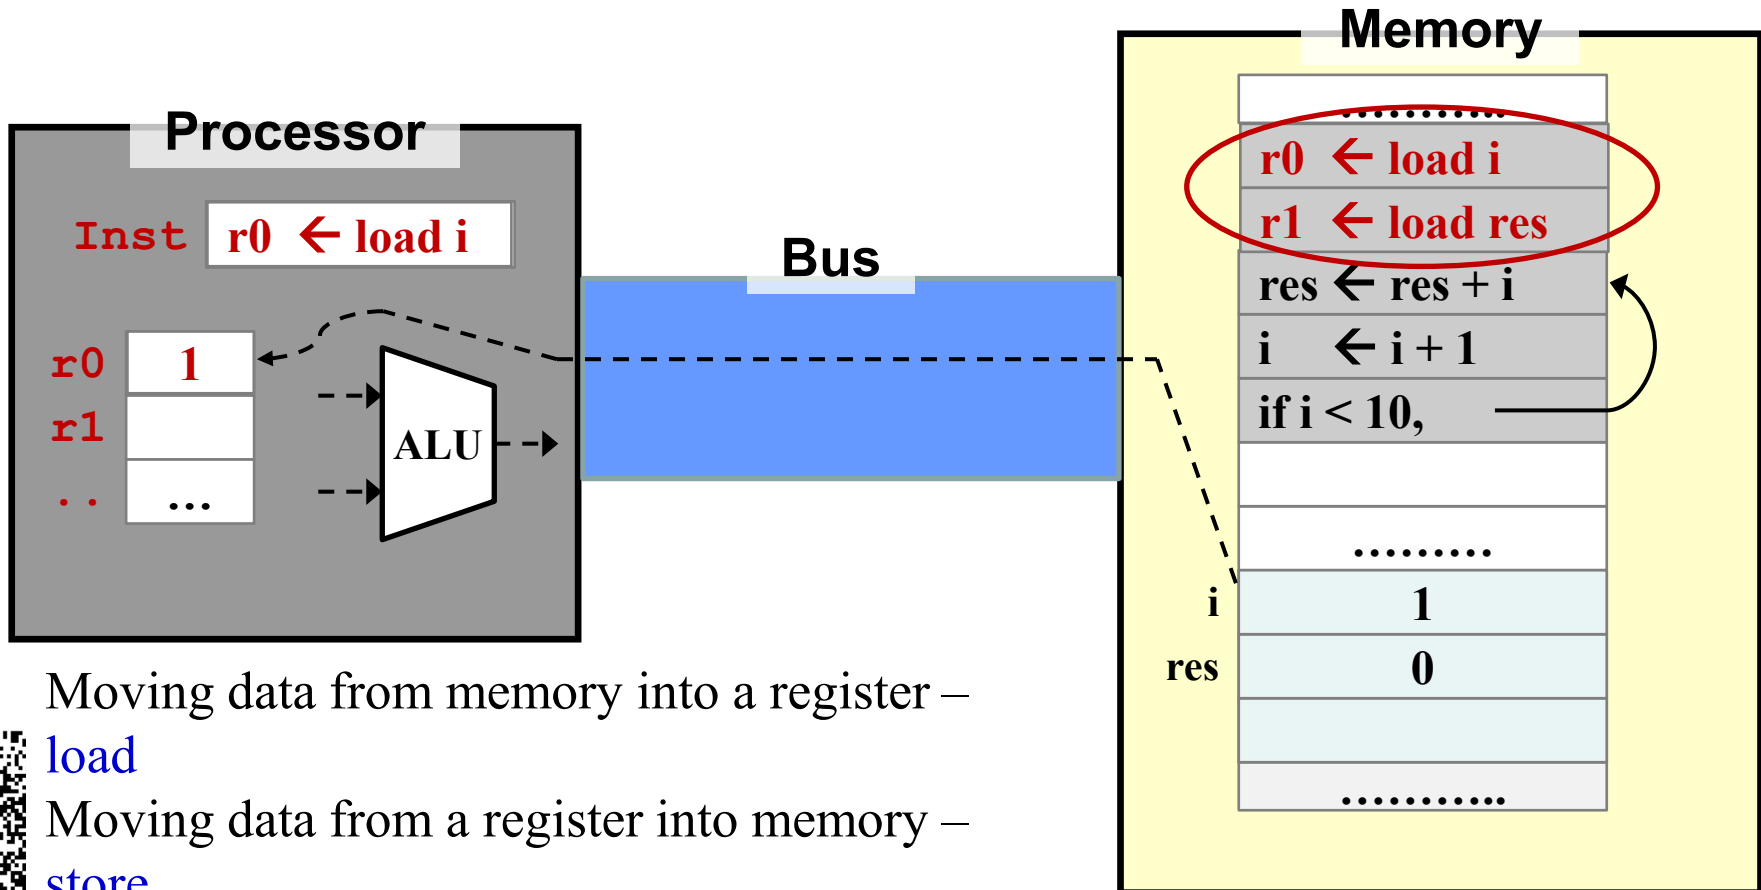 Memory
...........
r0 ← load i
r1 ← load res
res ← res + i
i ← i + 1
if i < 10,
.........
i 1
res 0
...........
Processor
Inst r0 ← load i
r0 1
r1
.. ...
ALU
Bus
Moving data from memory into a register –
load
Moving data from a register into memory –
store